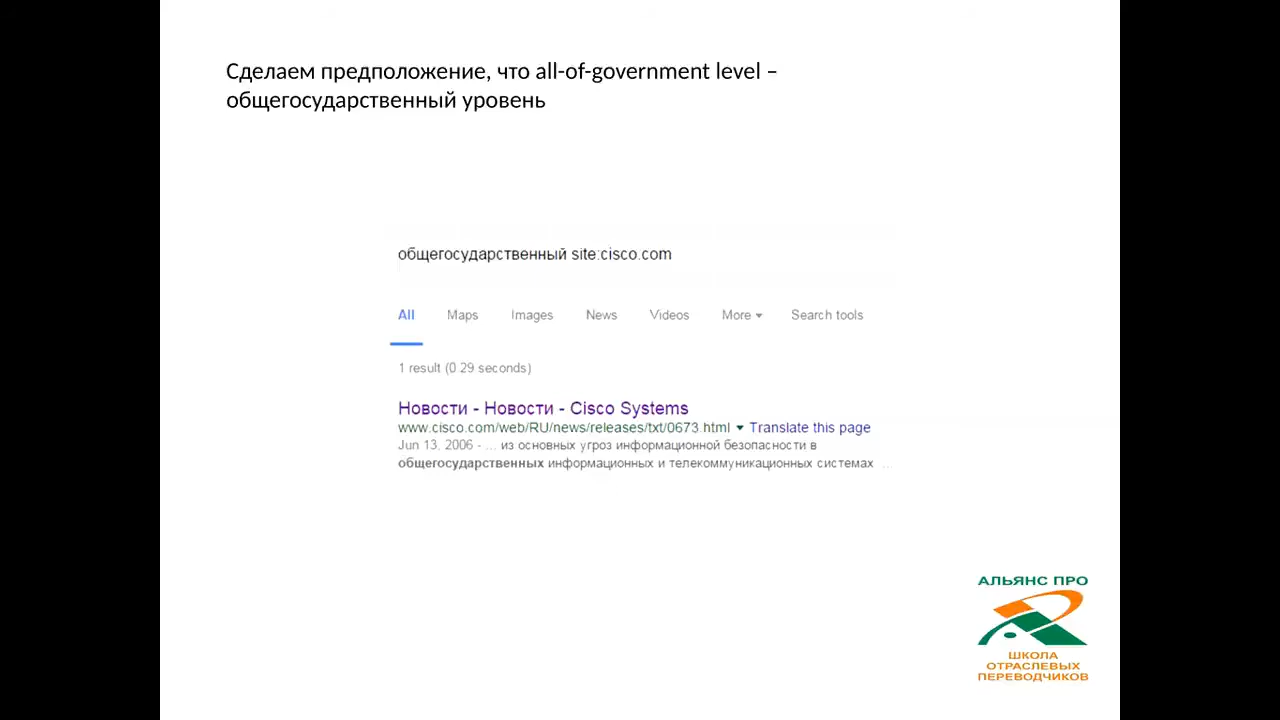 Сделаем предположение, что all-of-government level –
общегосударственный уровень
общегосударственный site:cisco.com
All Maps Images News Videos More Search tools
1 result (0.29 seconds)
Новости - Новости - Cisco Systems
www.cisco.com/web/RU/news/releases/txt/0673.html Translate this page
Jun 13, 2006 - ... из основных угроз информационной безопасности в
общегосударственных информационных и телекоммуникационных системах ...
АЛЬЯНС ПРО
ШКОЛА
ОТРАСЛЕВЫХ
ПЕРЕВОДЧИКОВ